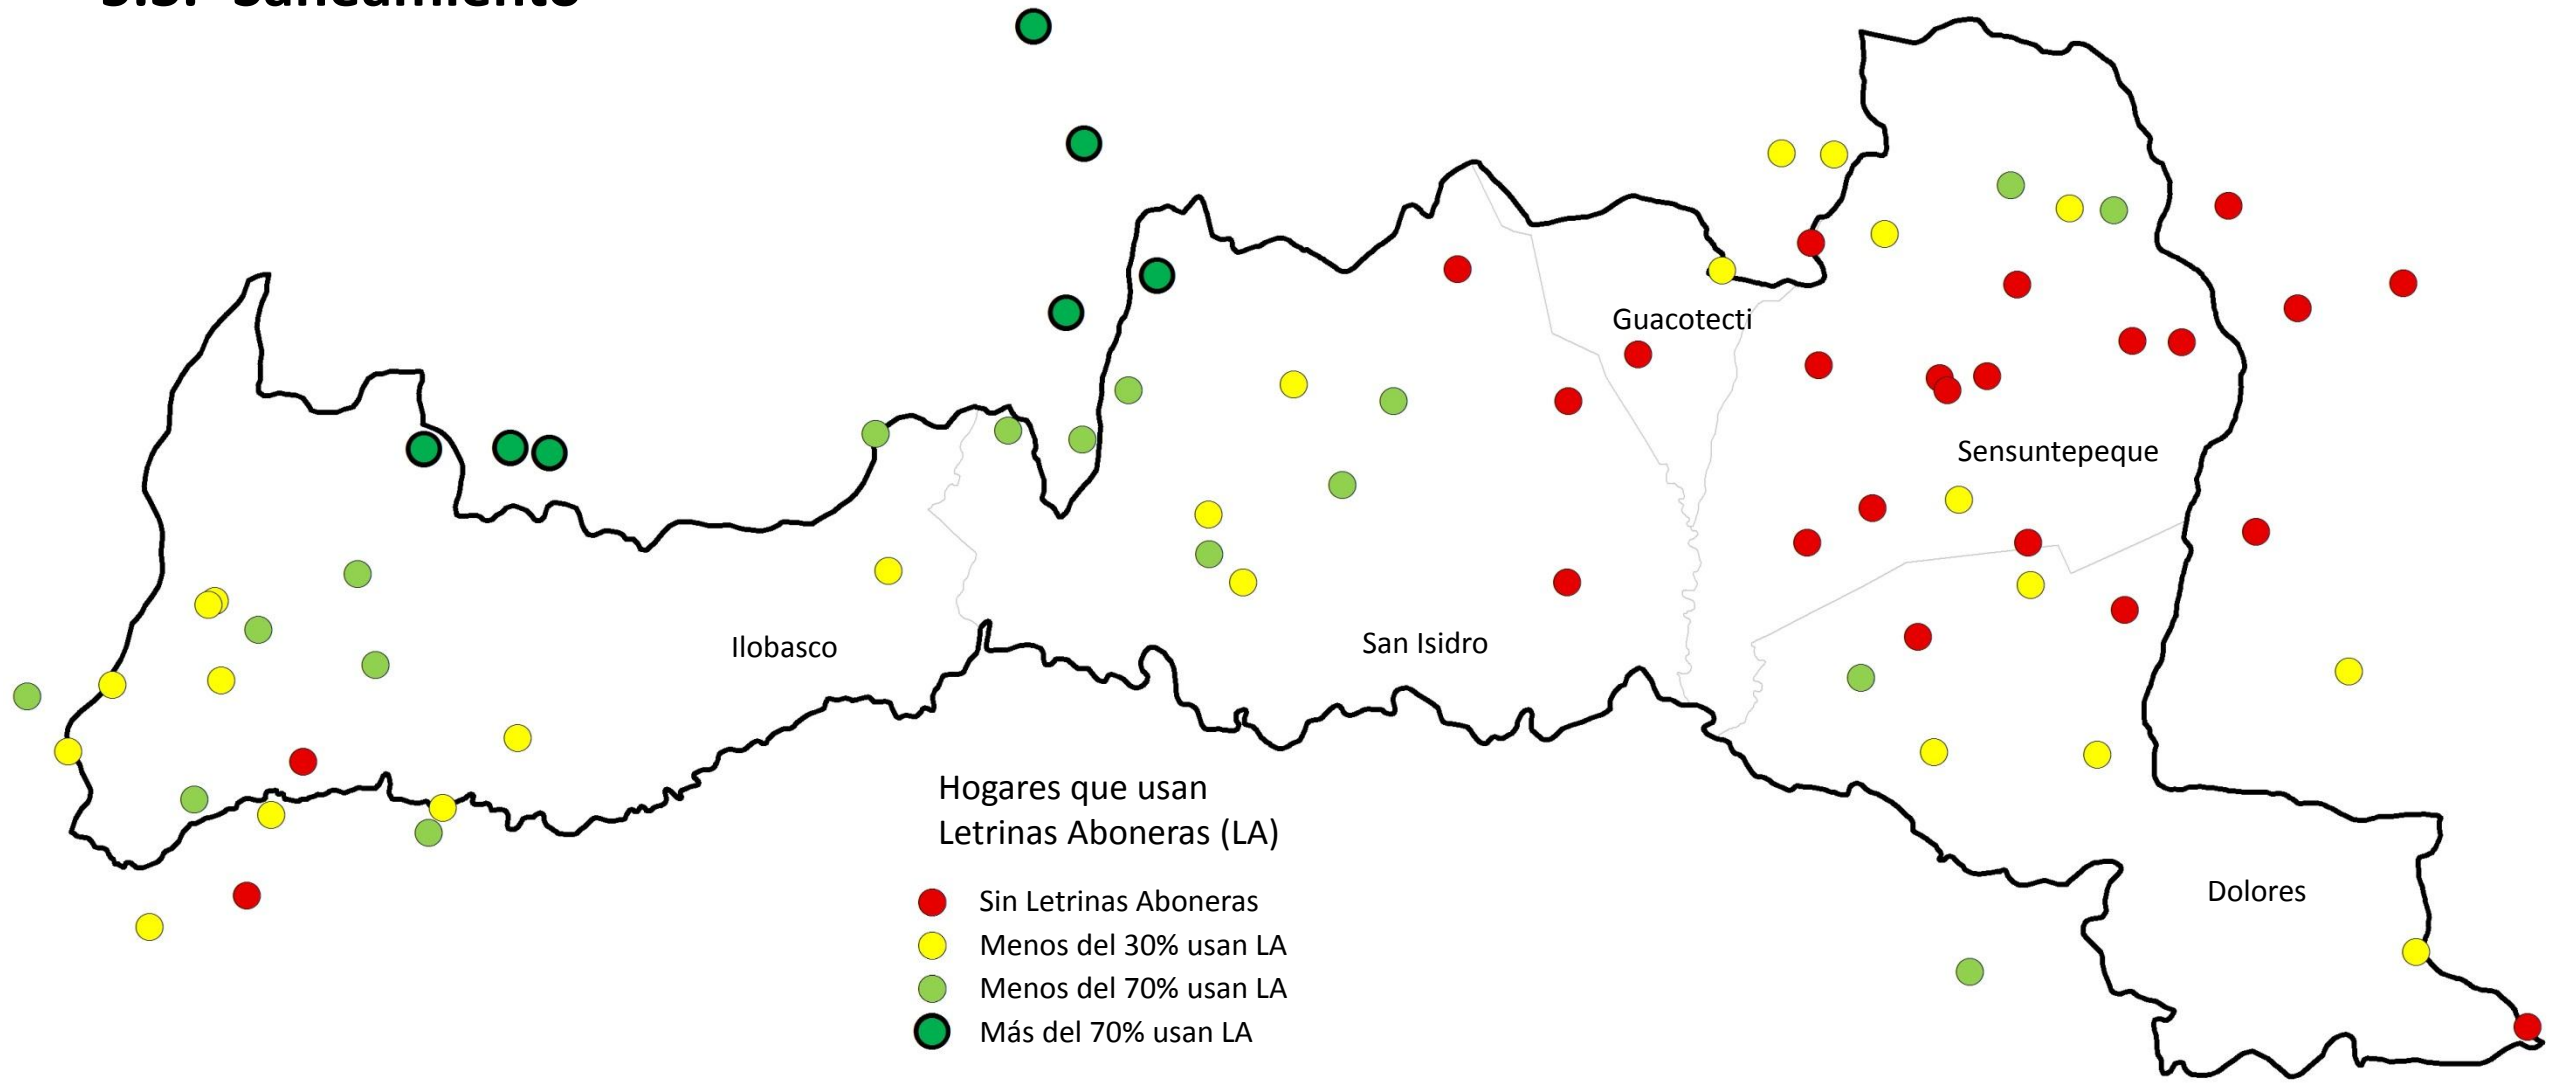 Guacotecti
Sensuntepeque
Ilobasco
San Isidro
Hogares que usan
Letrinas Aboneras (LA)
Dolores
Sin Letrinas Aboneras
Menos del 30% usan LA
Menos del 70% usan LA
Más del 70% usan LA